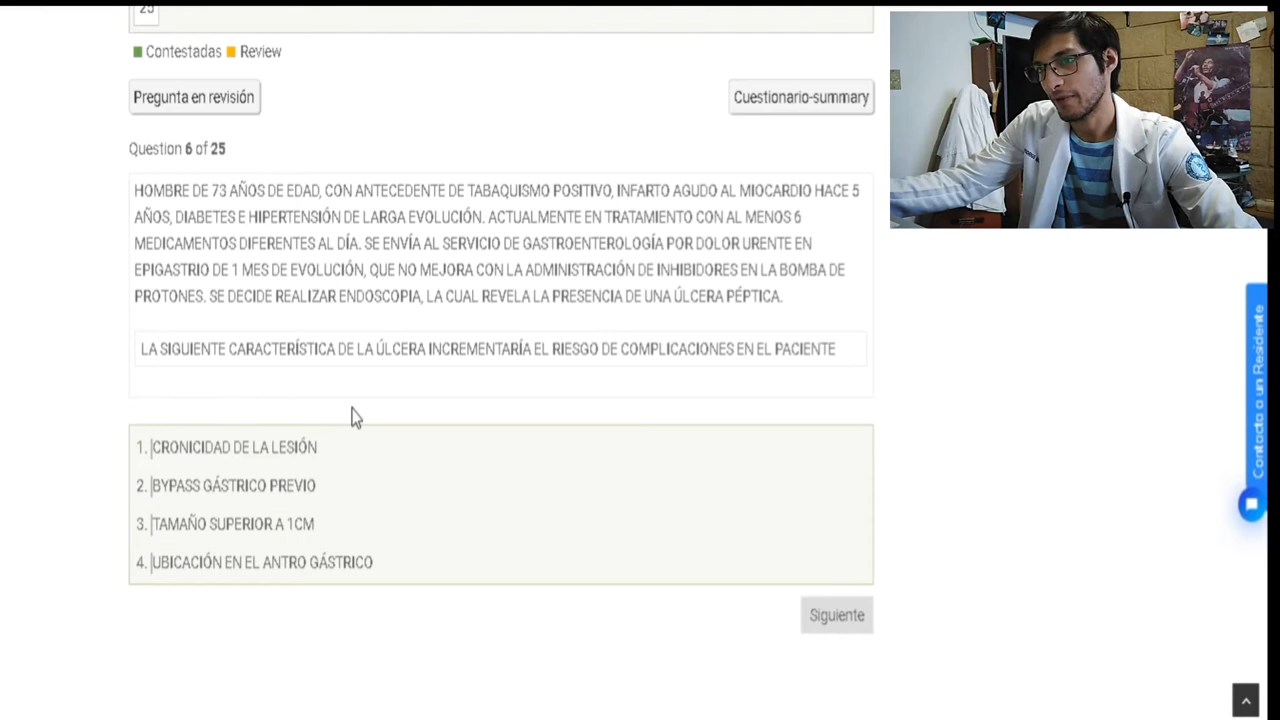 25
Contestadas Review
Pregunta en revisión
Cuestionario-summary
Question 6 of 25
HOMBRE DE 73 AÑOS DE EDAD, CON ANTECEDENTE DE TABAQUISMO POSITIVO, INFARTO AGUDO AL MIOCARDIO HACE 5
AÑOS, DIABETES E HIPERTENSIÓN DE LARGA EVOLUCIÓN. ACTUALMENTE EN TRATAMIENTO CON AL MENOS 6
MEDICAMENTOS DIFERENTES AL DÍA. SE ENVÍA AL SERVICIO DE GASTROENTEROLOGÍA POR DOLOR URENTE EN
EPIGASTRIO DE 1 MES DE EVOLUCIÓN, QUE NO MEJORA CON LA ADMINISTRACIÓN DE INHIBIDORES EN LA BOMBA DE
PROTONES. SE DECIDE REALIZAR ENDOSCOPIA, LA CUAL REVELA LA PRESENCIA DE UNA ÚLCERA PÉPTICA.
LA SIGUIENTE CARACTERÍSTICA DE LA ÚLCERA INCREMENTARÍA EL RIESGO DE COMPLICACIONES EN EL PACIENTE
1. CRONICIDAD DE LA LESIÓN
2. BYPASS GÁSTRICO PREVIO
3. TAMAÑO SUPERIOR A 1CM
4. UBICACIÓN EN EL ANTRO GÁSTRICO
Siguiente
Contacta a un Residente